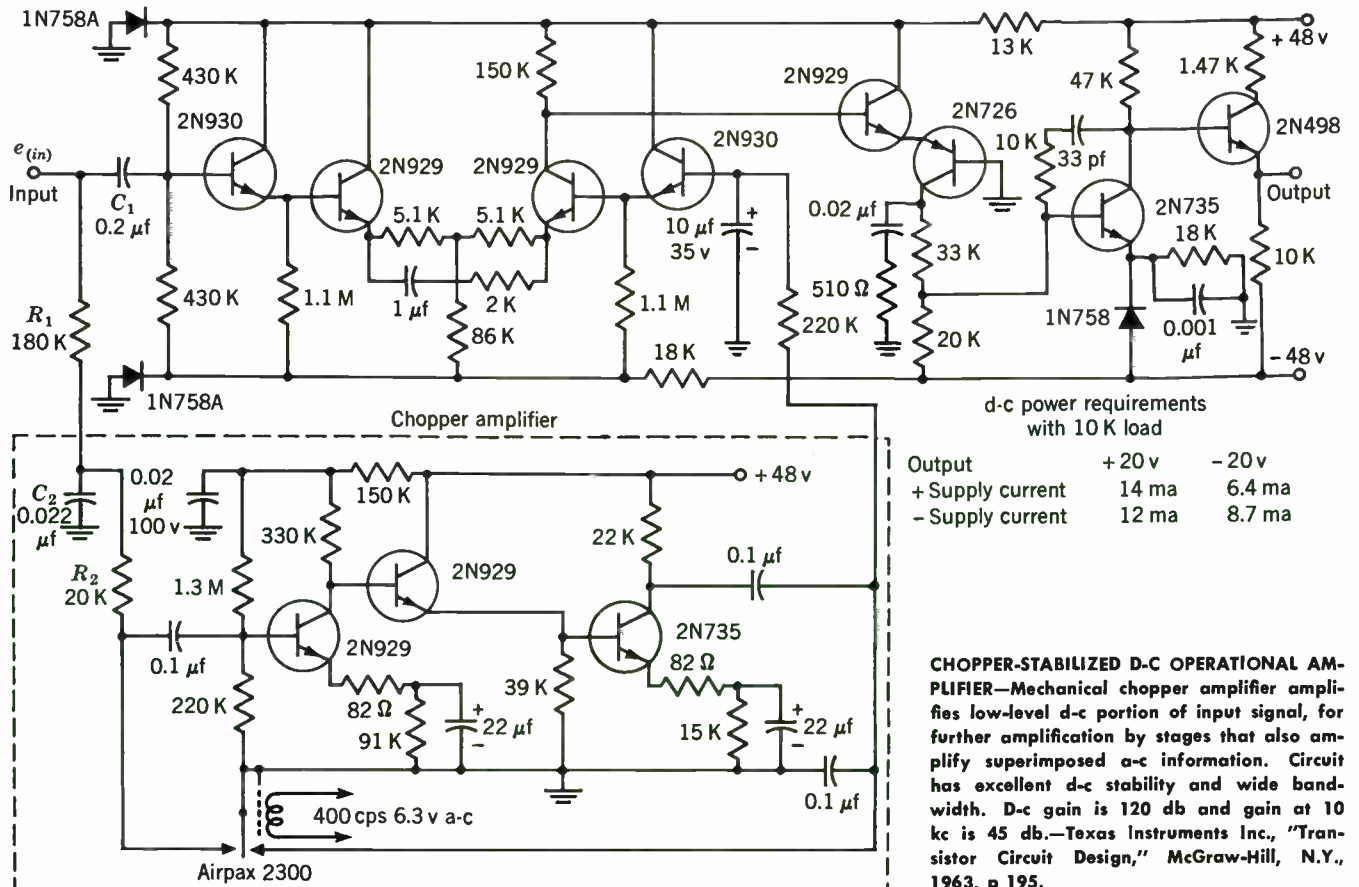 1N758A
430 K
2N930
e(in)
Input
C1
0.2 μf
R1
180 K
430 K
1N758A
2N929
1.1 M
5.1 K
5.1 K
1 μf
2 K
86 K
150 K
2N929
2N930
10 μf
35 v
+
−
1.1 M
18 K
220 K
2N929
2N726
0.02 μf
510 Ω
33 K
20 K
13 K
+ 48 v
47 K
1.47 K
10 K
33 pf
2N498
Output
2N735
18 K
10 K
1N758
0.001
μf
− 48 v
d-c power requirements
with 10 K load
Output +20 v − 20 v
+ Supply current 14 ma 6.4 ma
− Supply current 12 ma 8.7 ma
Chopper amplifier
C2
0.022
μf
0.02
μf
100 v
150 K
+ 48 v
330 K
R2
20 K
1.3 M
2N929
2N929
0.1 μf
220 K
82 Ω
91 K
+
22 μf
−
39 K
22 K
0.1 μf
2N735
82 Ω
15 K
+
22 μf
−
0.1 μf
400 cps 6.3 v a-c
Airpax 2300
CHOPPER-STABILIZED D-C OPERATIONAL AM-
PLIFIER—Mechanical chopper amplifier ampli-
fies low-level d-c portion of input signal, for
further amplification by stages that also am-
plify superimposed a-c information. Circuit
has excellent d-c stability and wide band-
width. D-c gain is 120 db and gain at 10
kc is 45 db.—Texas Instruments Inc., "Tran-
sistor Circuit Design," McGraw-Hill, N.Y.,
1963, p 195.